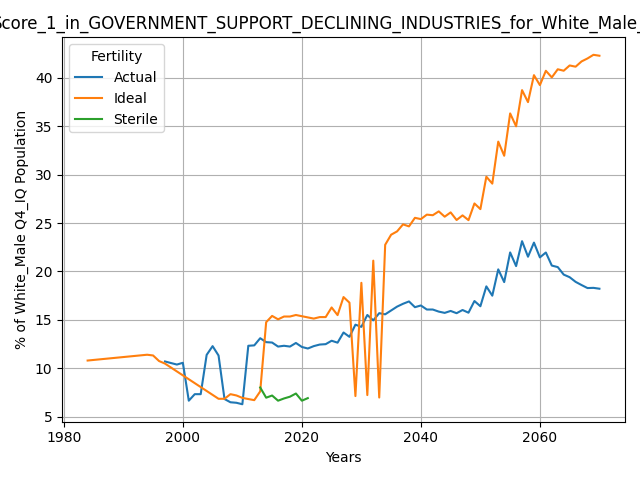 Score_1_in_GOVERNMENT_SUPPORT_DECLINING_INDUSTRIES_for_White_Male_
Fertility
Actual
Ideal
Sterile
% of White_Male Q4_IQ Population
40
35
30
25
20
15
10
5
1980 2000 2020 2040 2060
Years